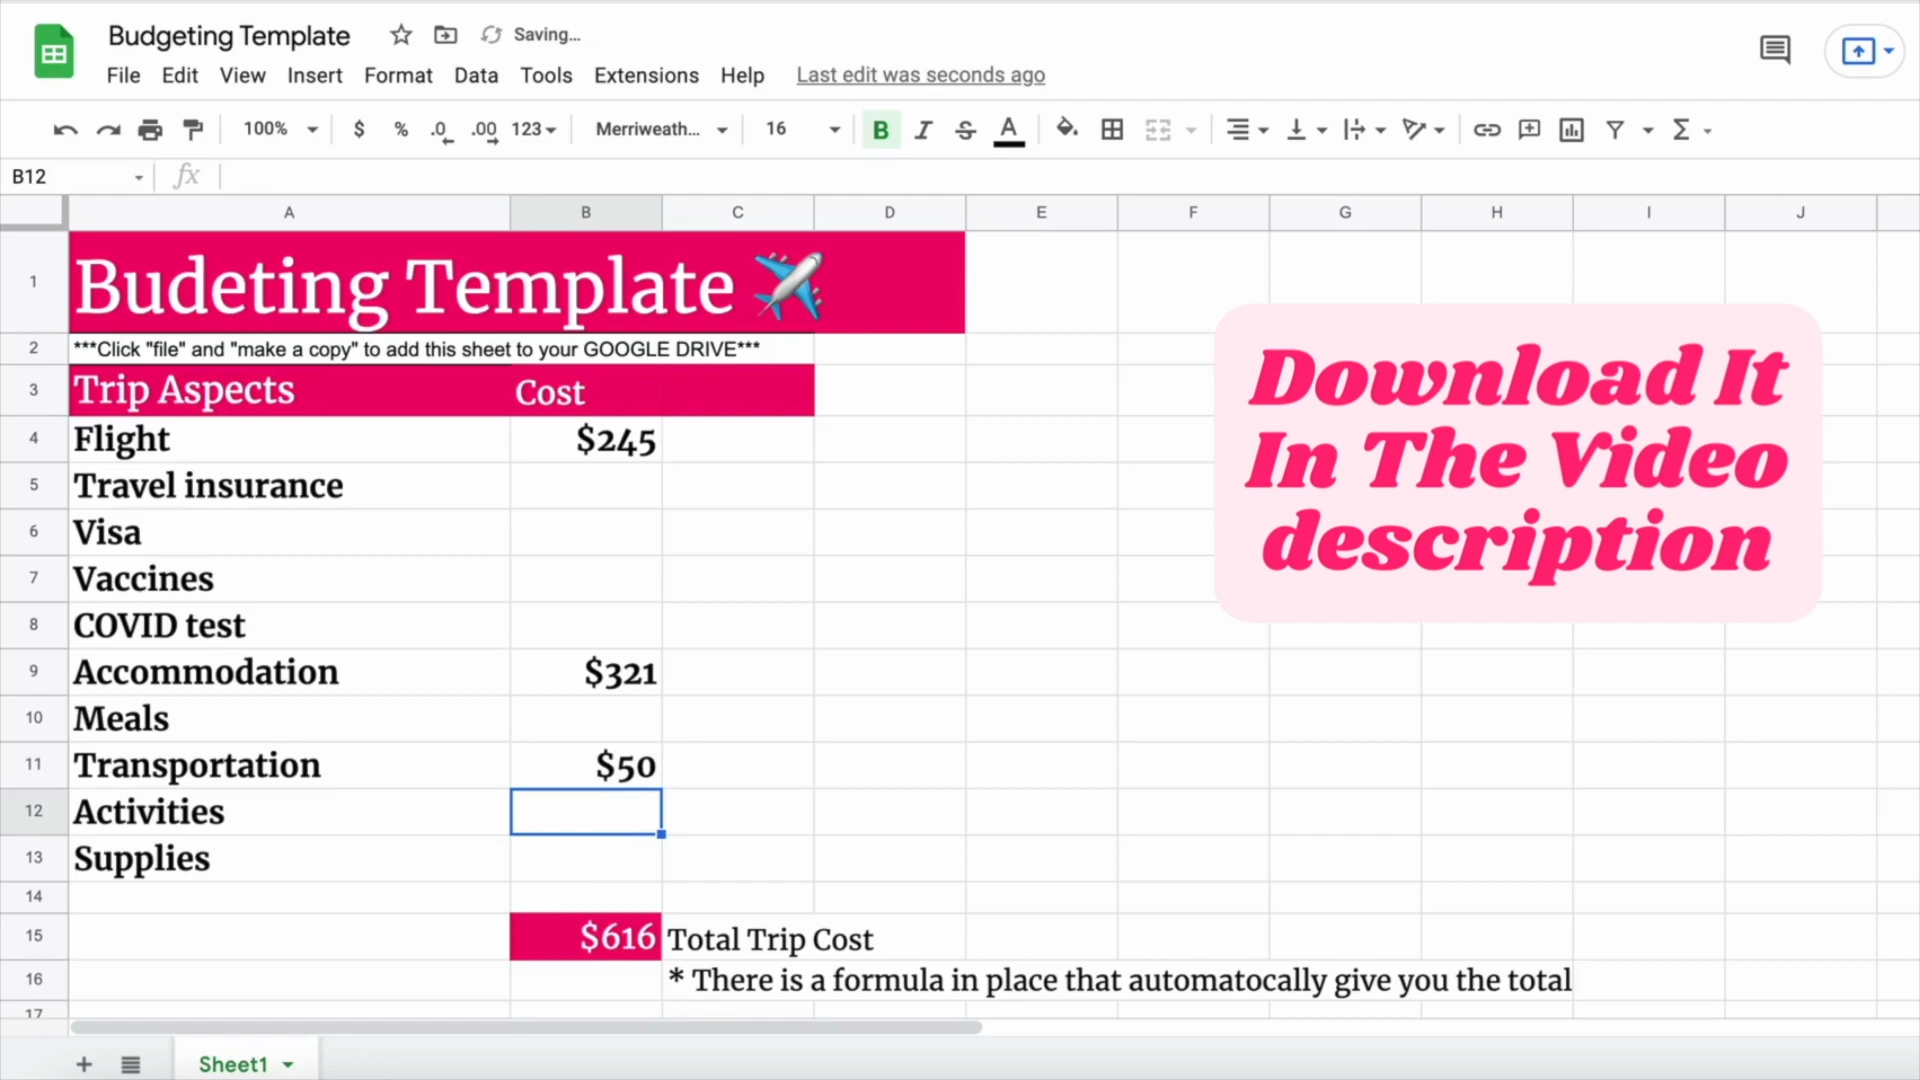 Budgeting Template
Saving...
File Edit View Insert Format Data Tools Extensions Help Last edit was seconds ago
100% $ % .0 .00 123 Merriweath... 16 B I S A Σ
B12 fx
A B C D E F G H I J
1 Budeting Template ✈️
2 ***Click "file" and "make a copy" to add this sheet to your GOOGLE DRIVE***
3 Trip Aspects Cost
4 Flight $245
5 Travel insurance
6 Visa
7 Vaccines
8 COVID test
9 Accommodation $321
10 Meals
11 Transportation $50
12 Activities
13 Supplies
14
15 $616 Total Trip Cost
16 * There is a formula in place that automatocally give you the total
17
Download It
In The Video
description
Sheet1